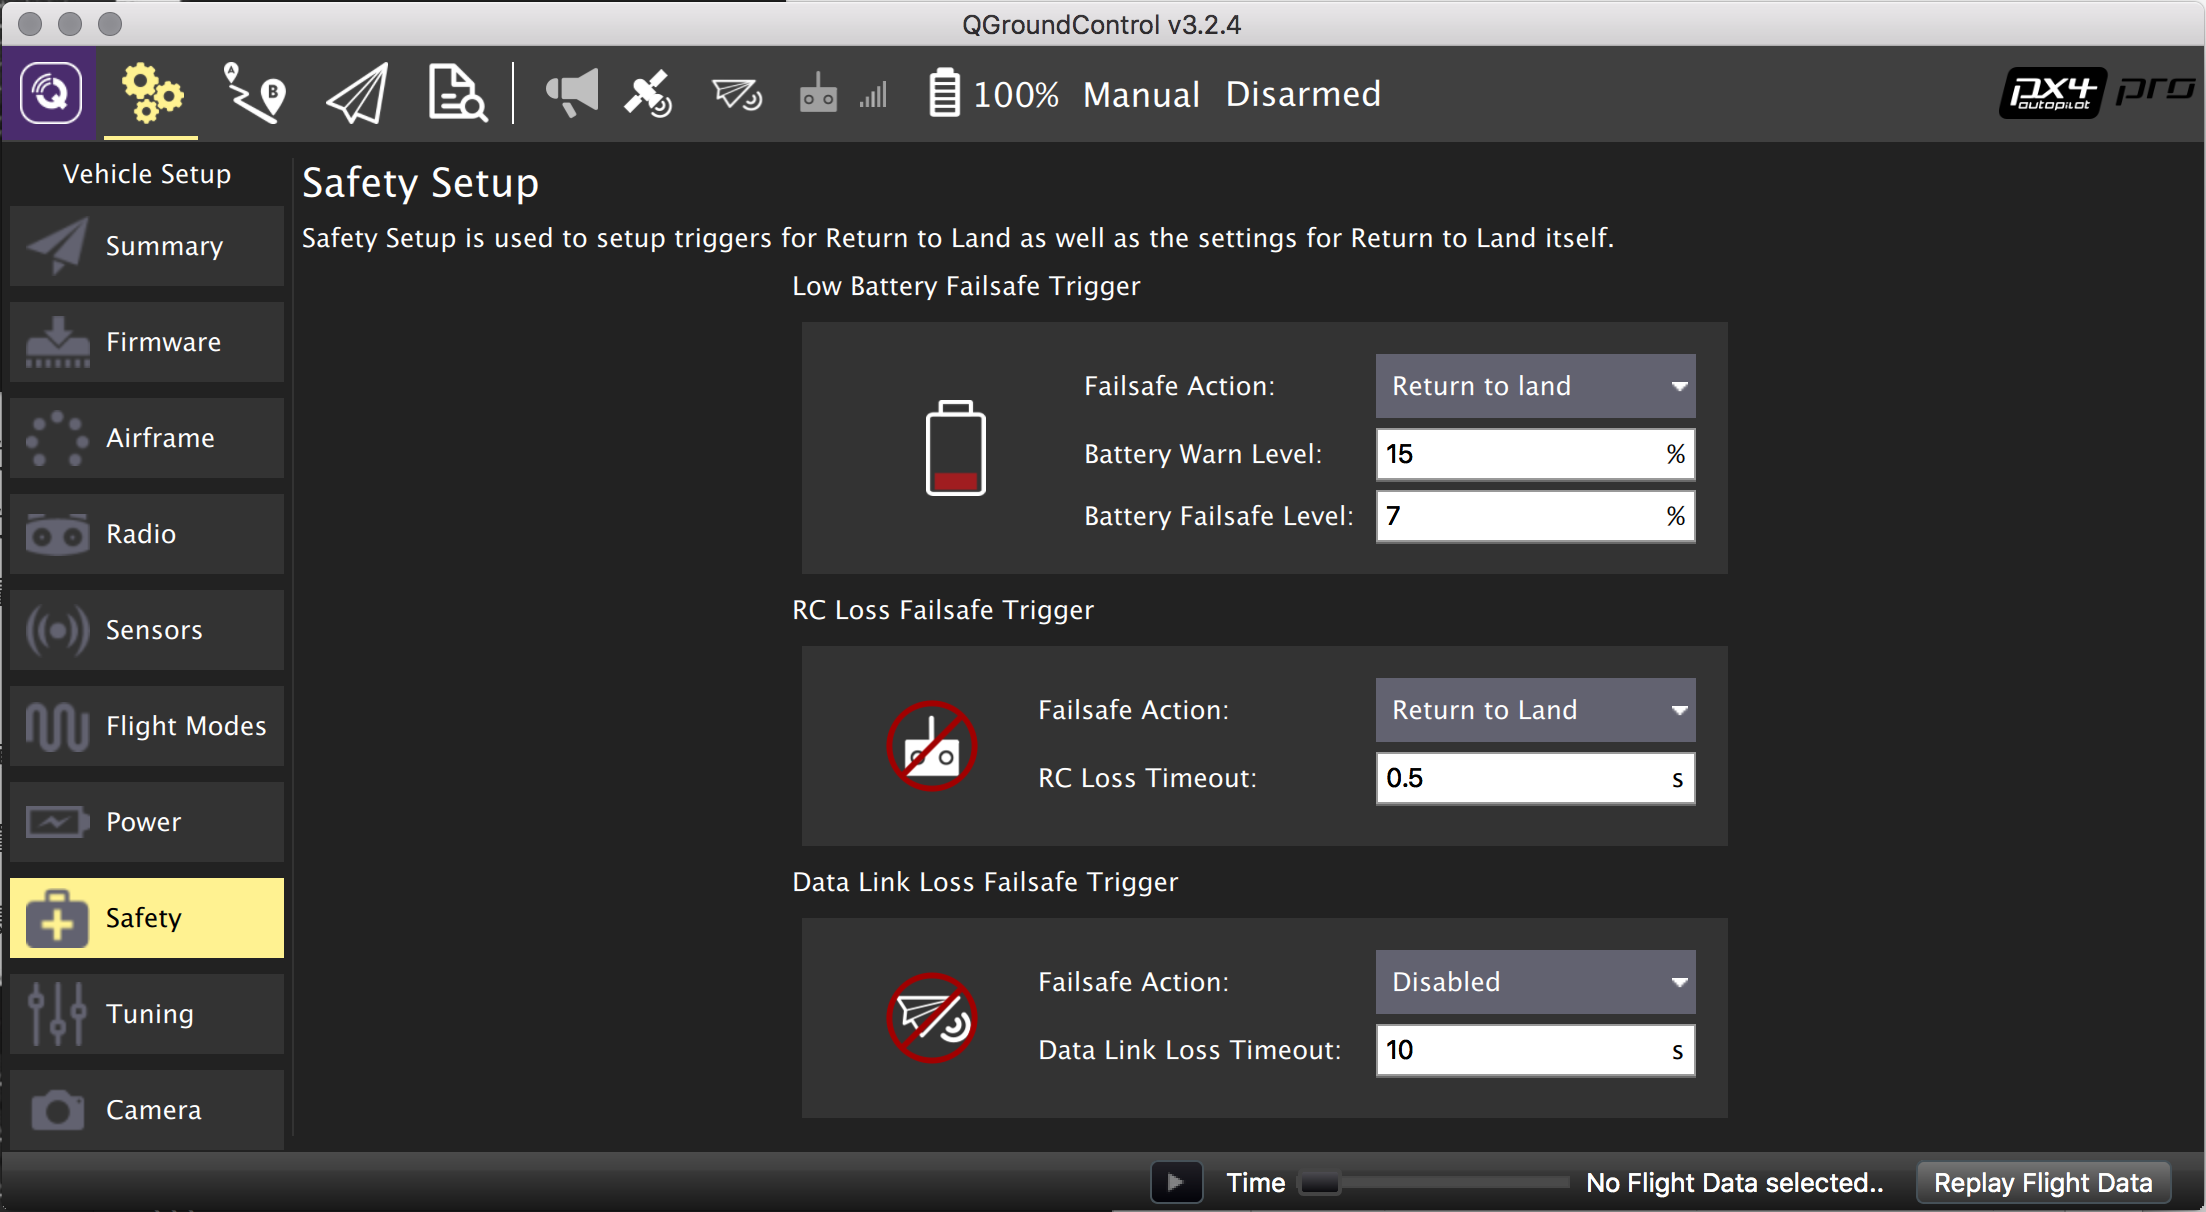 QGroundControl v3.2.4
100% Manual Disarmed
px4 autopilot pro
A
B
Vehicle Setup
Summary
Firmware
Airframe
Radio
Sensors
Flight Modes
Power
Safety
Tuning
Camera
Safety Setup
Safety Setup is used to setup triggers for Return to Land as well as the settings for Return to Land itself.
Low Battery Failsafe Trigger
Failsafe Action: Return to land
Battery Warn Level: 15 %
Battery Failsafe Level: 7 %
RC Loss Failsafe Trigger
Failsafe Action: Return to Land
RC Loss Timeout: 0.5 s
Data Link Loss Failsafe Trigger
Failsafe Action: Disabled
Data Link Loss Timeout: 10 s
Time No Flight Data selected.. Replay Flight Data